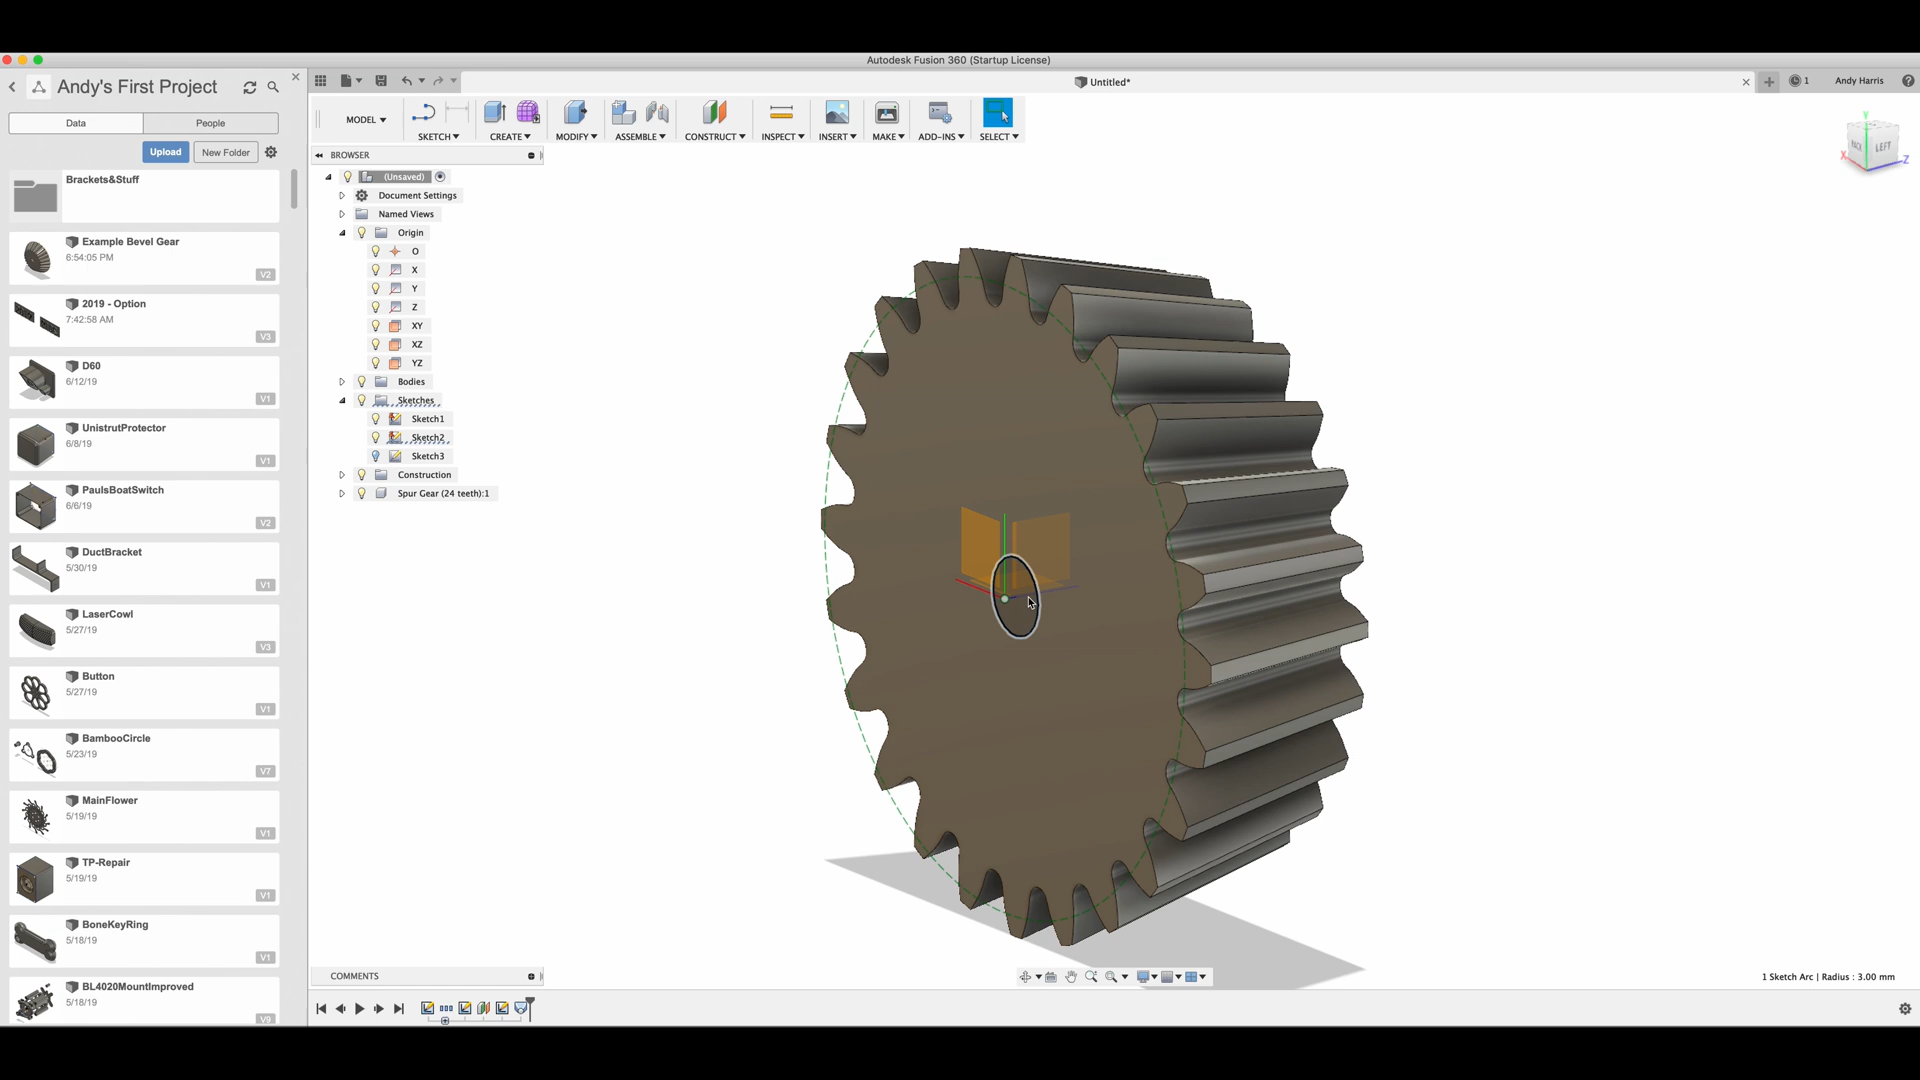 Autodesk Fusion 360 (Startup License)
Andy's First Project
Untitled*
1
Andy Harris
Data
People
MODEL
SKETCH
CREATE
MODIFY
ASSEMBLE
CONSTRUCT
INSPECT
INSERT
MAKE
ADD-INS
SELECT
Upload
New Folder
BROWSER
(Unsaved)
Document Settings
Named Views
Origin
O
X
Y
Z
XY
XZ
YZ
Bodies
Sketches
Sketch1
Sketch2
Sketch3
Construction
Spur Gear (24 teeth):1
Brackets&Stuff
Example Bevel Gear
6:54:05 PM
V2
2019 - Option
7:42:58 AM
V3
D60
6/12/19
V1
UnistrutProtector
6/8/19
V1
PaulsBoatSwitch
6/6/19
V2
DuctBracket
5/30/19
V1
LaserCowl
5/27/19
V3
Button
5/27/19
V1
BambooCircle
5/23/19
V7
MainFlower
5/19/19
V1
TP-Repair
5/19/19
V1
BoneKeyRing
5/18/19
V1
BL4020MountImproved
5/18/19
V9
Y
X
Z
BACK
LEFT
COMMENTS
1 Sketch Arc | Radius : 3.00 mm